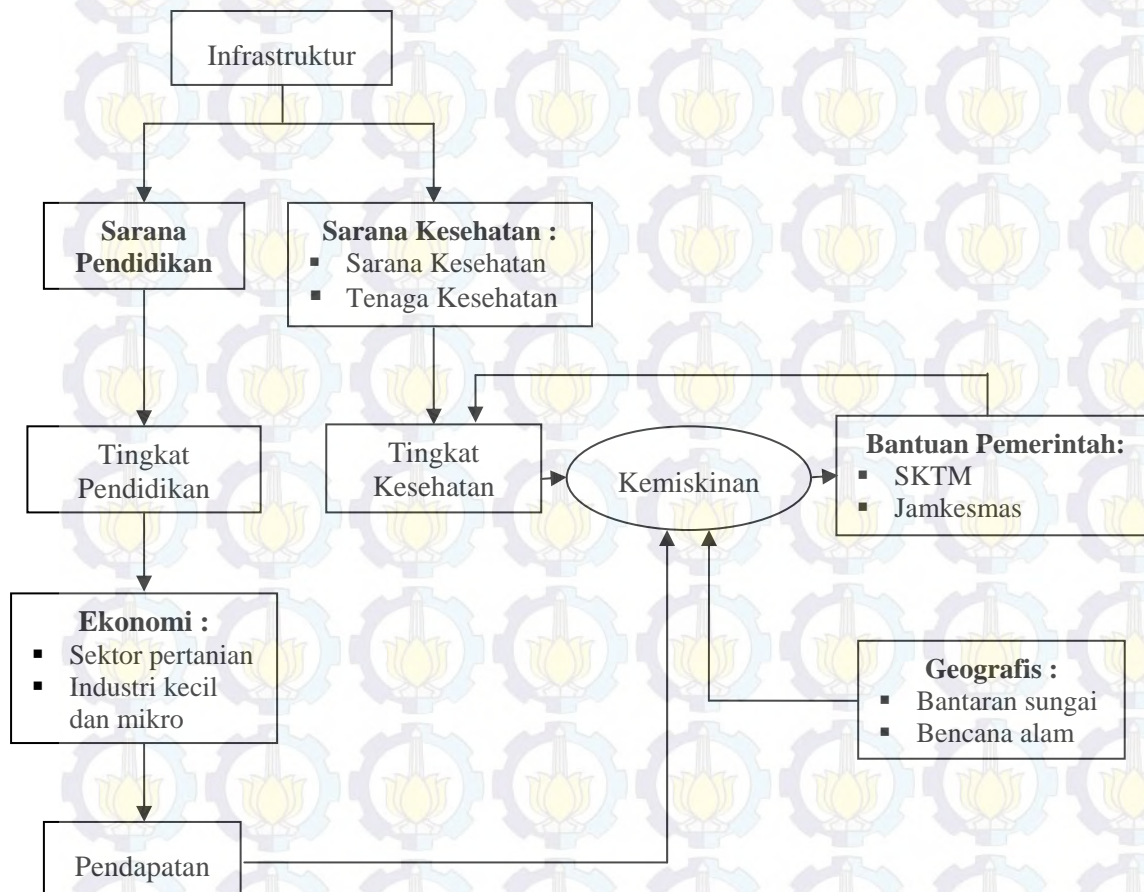 Infrastruktur
Sarana
Pendidikan
Sarana Kesehatan :
▪ Sarana Kesehatan
▪ Tenaga Kesehatan
Tingkat
Pendidikan
Tingkat
Kesehatan
Kemiskinan
Bantuan Pemerintah:
▪ SKTM
▪ Jamkesmas
Ekonomi :
▪ Sektor pertanian
▪ Industri kecil
dan mikro
Geografis :
▪ Bantaran sungai
▪ Bencana alam
Pendapatan